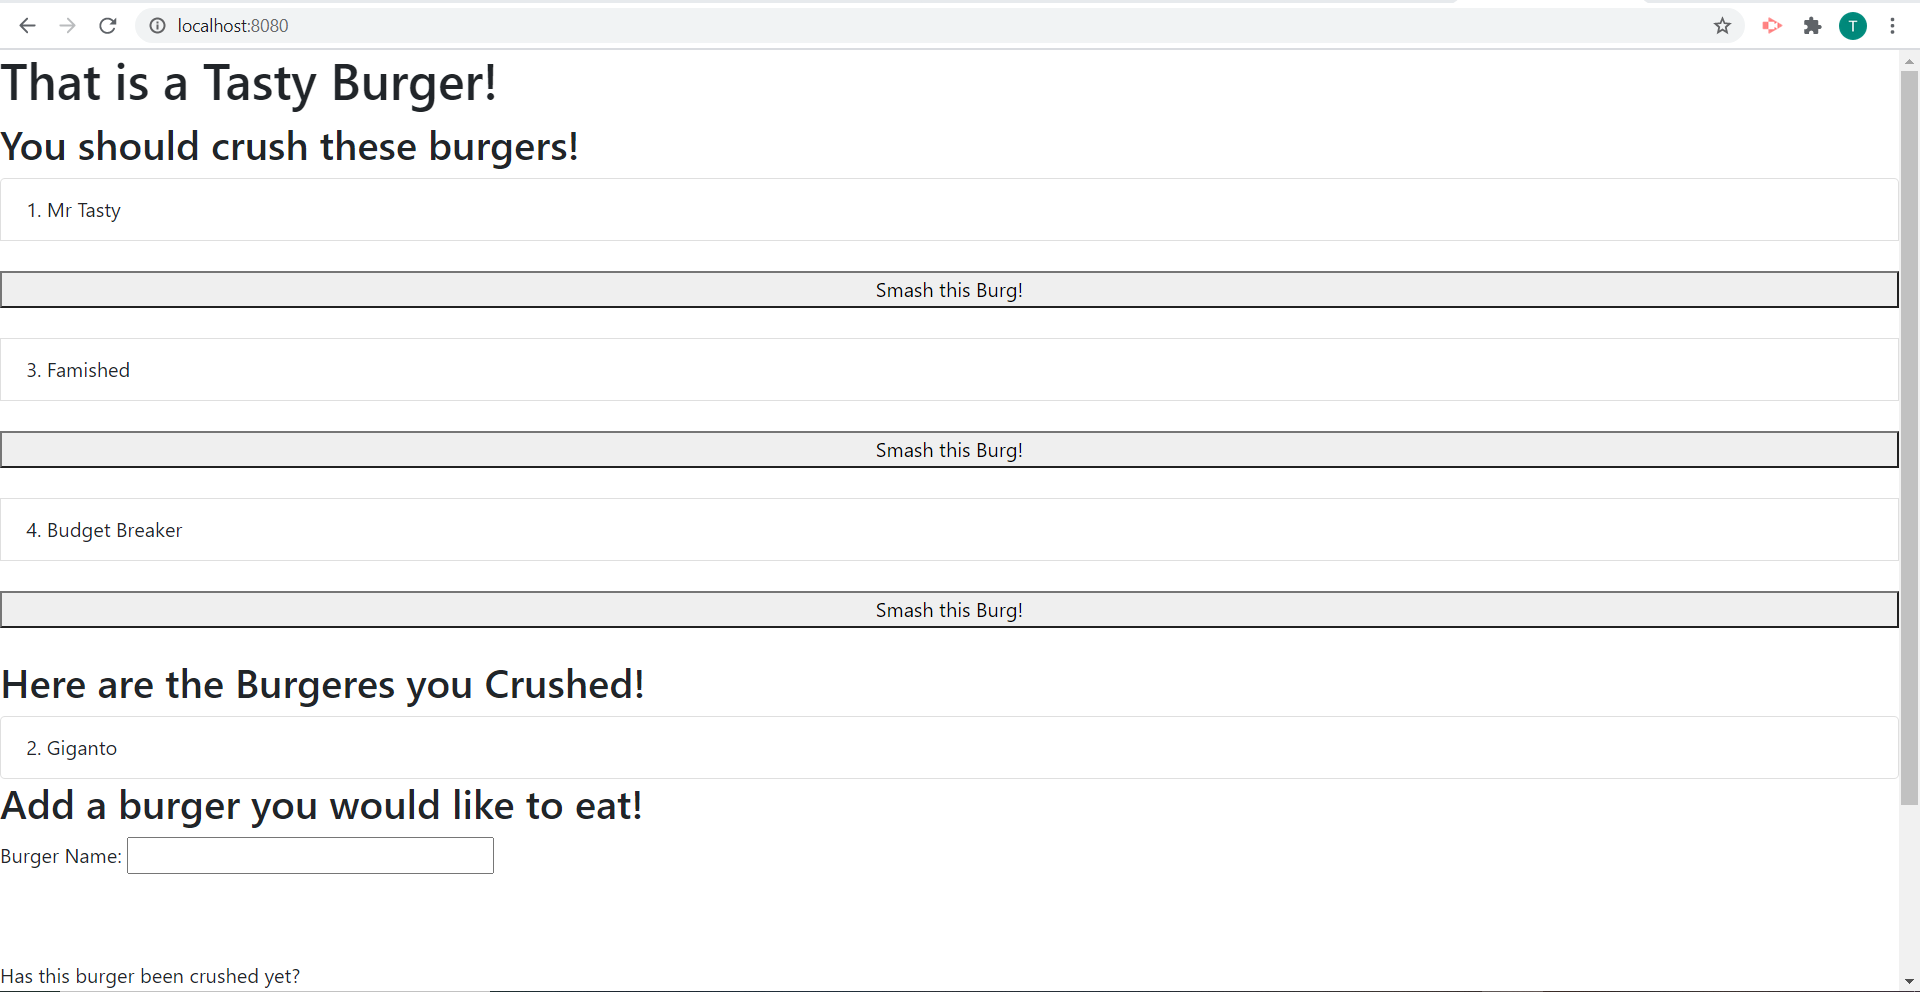 localhost:8080
T
That is a Tasty Burger!
You should crush these burgers!
1. Mr Tasty
Smash this Burg!
3. Famished
Smash this Burg!
4. Budget Breaker
Smash this Burg!
Here are the Burgeres you Crushed!
2. Giganto
Add a burger you would like to eat!
Burger Name:
Has this burger been crushed yet?